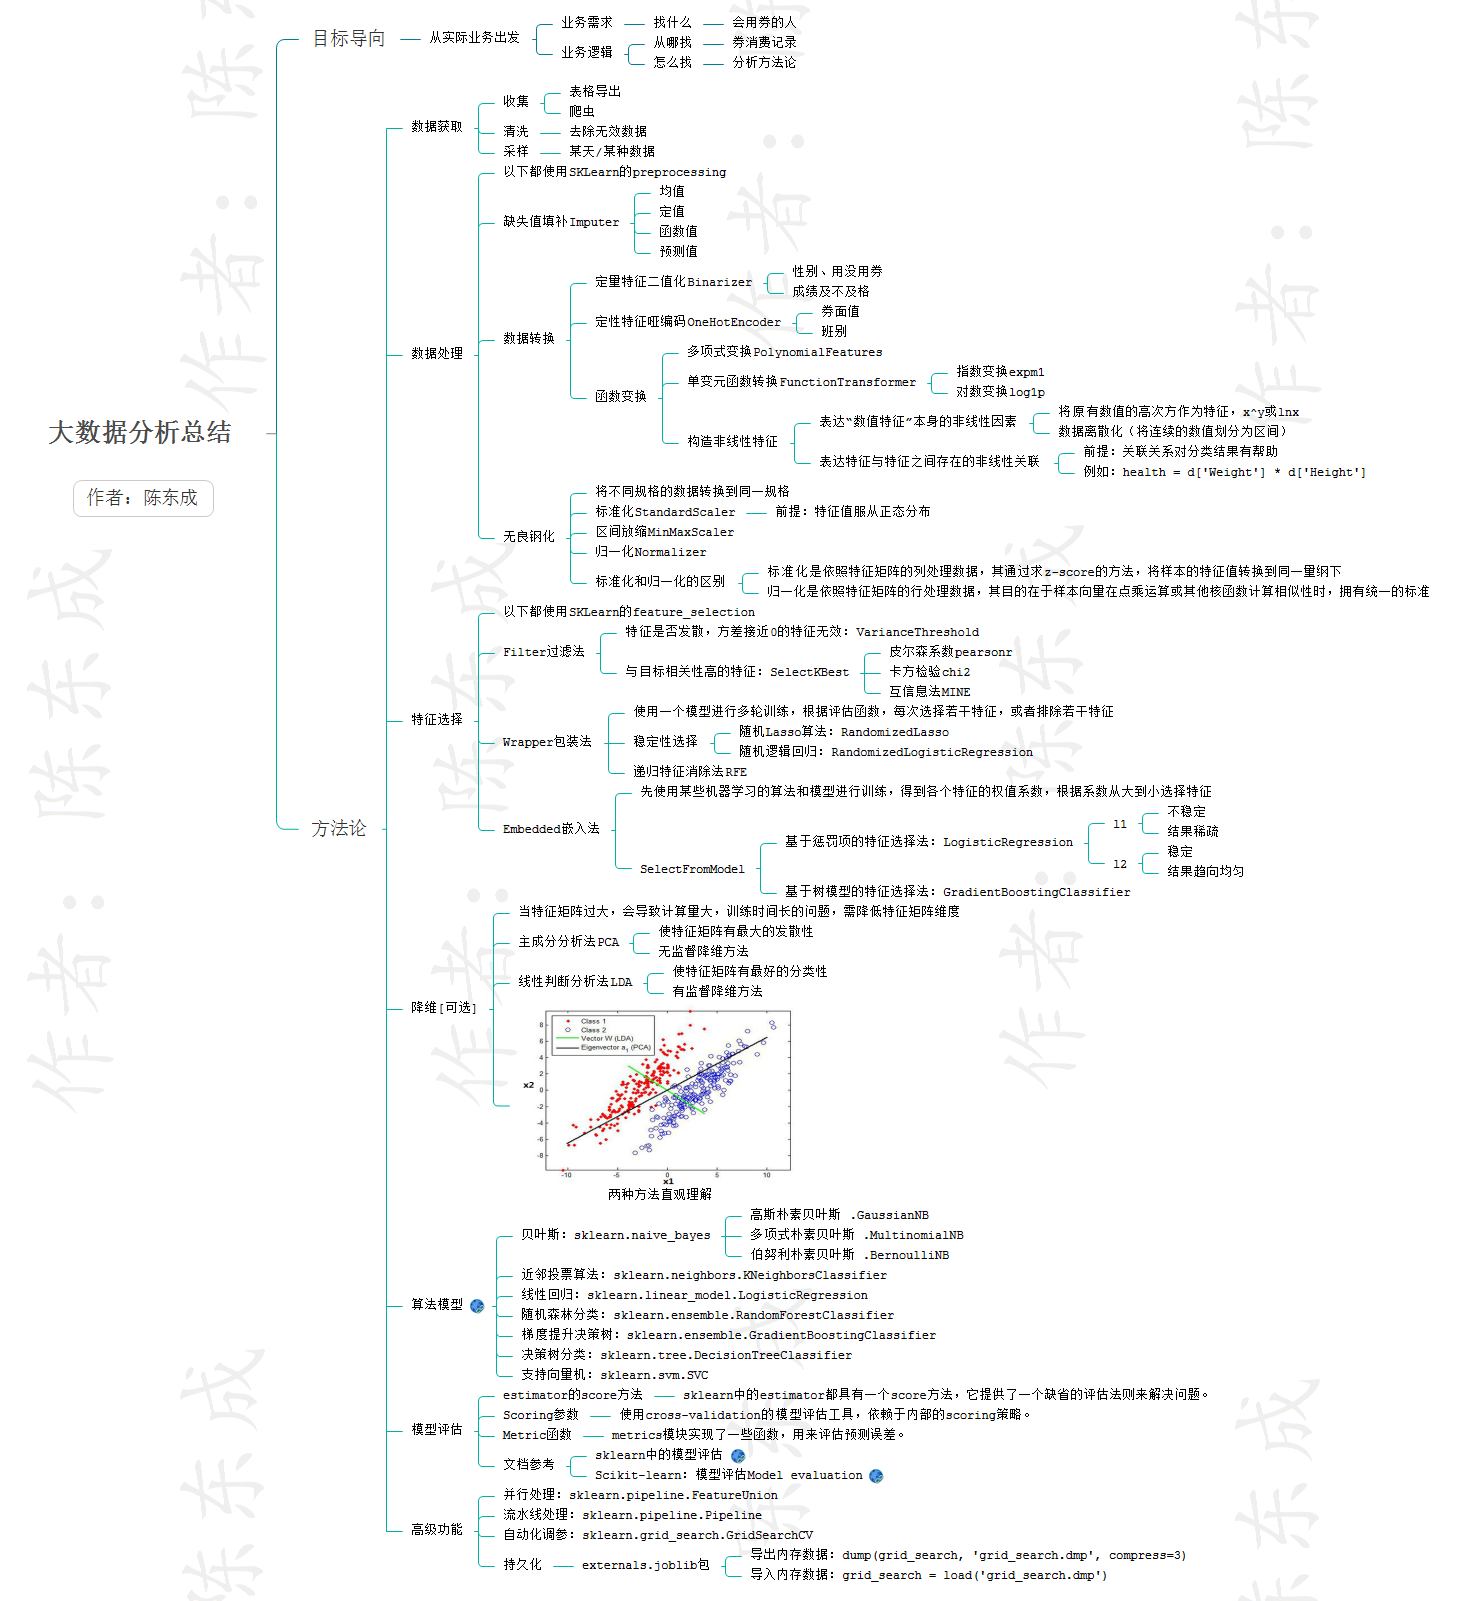 大数据分析总结
作者：陈东成
目标导向
从实际业务出发
业务需求
找什么
会用券的人
业务逻辑
从哪找
券消费记录
怎么找
分析方法论
方法论
数据获取
收集
表格导出
爬虫
清洗
去除无效数据
采样
某天/某种数据
数据处理
以下都使用SKLearn的preprocessing
缺失值填补Imputer
均值
定值
函数值
预测值
数据转换
定量特征二值化Binarizer
性别、用没用券
成绩及不及格
定性特征哑编码OneHotEncoder
券面值
班别
函数变换
多项式变换PolynomialFeatures
单变元函数转换FunctionTransformer
指数变换expm1
对数变换log1p
构造非线性特征
表达“数值特征”本身的非线性因素
将原有数值的高次方作为特征，x^y或lnx
数据离散化（将连续的数值划分为区间）
表达特征与特征之间存在的非线性关联
前提：关联关系对分类结果有帮助
例如：health = d['Weight'] * d['Height']
无良钢化
将不同规格的数据转换到同一规格
标准化StandardScaler
前提：特征值服从正态分布
区间放缩MinMaxScaler
归一化Normalizer
标准化和归一化的区别
标准化是依照特征矩阵的列处理数据，其通过求z-score的方法，将样本的特征值转换到同一量纲下
归一化是依照特征矩阵的行处理数据，其目的在于样本向量在点乘运算或其他核函数计算相似性时，拥有统一的标准
特征选择
以下都使用SKLearn的feature_selection
Filter过滤法
特征是否发散，方差接近0的特征无效：VarianceThreshold
与目标相关性高的特征：SelectKBest
皮尔森系数pearsonr
卡方检验chi2
互信息法MINE
Wrapper包装法
使用一个模型进行多轮训练，根据评估函数，每次选择若干特征，或者排除若干特征
稳定性选择
随机Lasso算法：RandomizedLasso
随机逻辑回归：RandomizedLogisticRegression
递归特征消除法RFE
Embedded嵌入法
先使用某些机器学习的算法和模型进行训练，得到各个特征的权值系数，根据系数从大到小选择特征
SelectFromModel
基于惩罚项的特征选择法：LogisticRegression
l1
不稳定
结果稀疏
l2
稳定
结果趋向均匀
基于树模型的特征选择法：GradientBoostingClassifier
降维[可选]
当特征矩阵过大，会导致计算量大，训练时间长的问题，需降低特征矩阵维度
主成分分析法PCA
使特征矩阵有最大的发散性
无监督降维方法
线性判断分析法LDA
使特征矩阵有最好的分类性
有监督降维方法
Class 1
Class 2
Vector W (LDA)
Eigenvector a1 (PCA)
8
6
4
2
0
-2
-4
-6
-8
x2
-10 -5 0 5 10
x1
两种方法直观理解
算法模型
贝叶斯：sklearn.naive_bayes
高斯朴素贝叶斯 .GaussianNB
多项式朴素贝叶斯 .MultinomialNB
伯努利朴素贝叶斯 .BernoulliNB
近邻投票算法：sklearn.neighbors.KNeighborsClassifier
线性回归：sklearn.linear_model.LogisticRegression
随机森林分类：sklearn.ensemble.RandomForestClassifier
梯度提升决策树：sklearn.ensemble.GradientBoostingClassifier
决策树分类：sklearn.tree.DecisionTreeClassifier
支持向量机：sklearn.svm.SVC
模型评估
estimator的score方法
sklearn中的estimator都具有一个score方法，它提供了一个缺省的评估法则来解决问题。
Scoring参数
使用cross-validation的模型评估工具，依赖于内部的scoring策略。
Metric函数
metrics模块实现了一些函数，用来评估预测误差。
文档参考
sklearn中的模型评估
Scikit-learn：模型评估Model evaluation
高级功能
并行处理：sklearn.pipeline.FeatureUnion
流水线处理：sklearn.pipeline.Pipeline
自动化调参：sklearn.grid_search.GridSearchCV
持久化
externals.joblib包
导出内存数据：dump(grid_search, 'grid_search.dmp', compress=3)
导入内存数据：grid_search = load('grid_search.dmp')